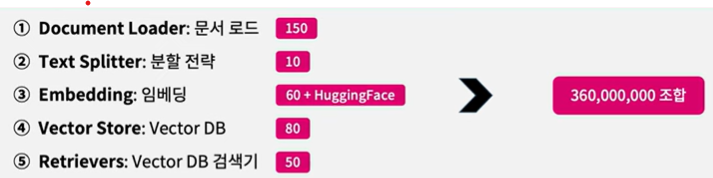 ① Document Loader: 문서 로드 150
② Text Splitter: 분할 전략 10
③ Embedding: 임베딩 60 + HuggingFace
④ Vector Store: Vector DB 80
⑤ Retrievers: Vector DB 검색기 50
360,000,000 조합